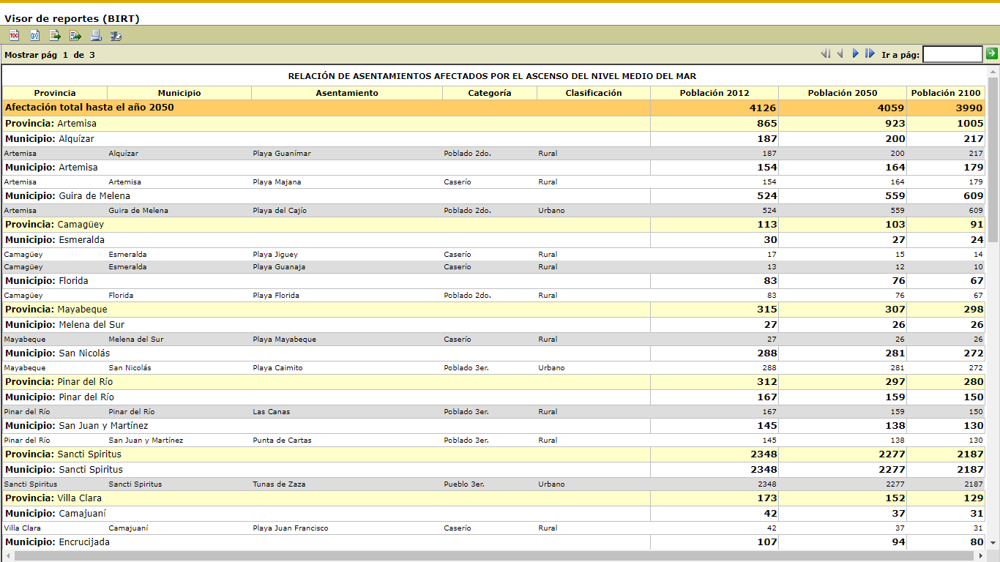 Visor de reportes (BIRT)
Mostrar pág 1 de 3 Ir a pág:
RELACIÓN DE ASENTAMIENTOS AFECTADOS POR EL ASCENSO DEL NIVEL MEDIO DEL MAR
Provincia Municipio Asentamiento Categoría Clasificación Población 2012 Población 2050 Población 2100
Afectación total hasta el año 2050 4126 4059 3990
Provincia: Artemisa 865 923 1005
Municipio: Alquízar 187 200 217
Artemisa Alquízar Playa Guanímar Poblado 2do. Rural 187 200 217
Municipio: Artemisa 154 164 179
Artemisa Artemisa Playa Majana Caserío Rural 154 164 179
Municipio: Guira de Melena 524 559 609
Artemisa Guira de Melena Playa del Cajío Poblado 2do. Urbano 524 559 609
Provincia: Camagüey 113 103 91
Municipio: Esmeralda 30 27 24
Camagüey Esmeralda Playa Jiguey Caserío Rural 17 15 14
Camagüey Esmeralda Playa Guanaja Caserío Rural 13 12 10
Municipio: Florida 83 76 67
Camagüey Florida Playa Florida Poblado 2do. Rural 83 76 67
Provincia: Mayabeque 315 307 298
Municipio: Melena del Sur 27 26 26
Mayabeque Melena del Sur Playa Mayabeque Caserío Rural 27 26 26
Municipio: San Nicolás 288 281 272
Mayabeque San Nicolás Playa Caimito Poblado 3er. Urbano 288 281 272
Provincia: Pinar del Río 312 297 280
Municipio: Pinar del Río 167 159 150
Pinar del Río Pinar del Río Las Canas Poblado 3er. Rural 167 159 150
Municipio: San Juan y Martínez 145 138 130
Pinar del Río San Juan y Martínez Punta de Cartas Poblado 3er. Rural 145 138 130
Provincia: Sancti Spiritus 2348 2277 2187
Municipio: Sancti Spiritus 2348 2277 2187
Sancti Spiritus Sancti Spiritus Tunas de Zaza Pueblo 3er. Urbano 2348 2277 2187
Provincia: Villa Clara 173 152 129
Municipio: Camajuaní 42 37 31
Villa Clara Camajuaní Playa Juan Francisco Caserío Rural 42 37 31
Municipio: Encrucijada 107 94 80